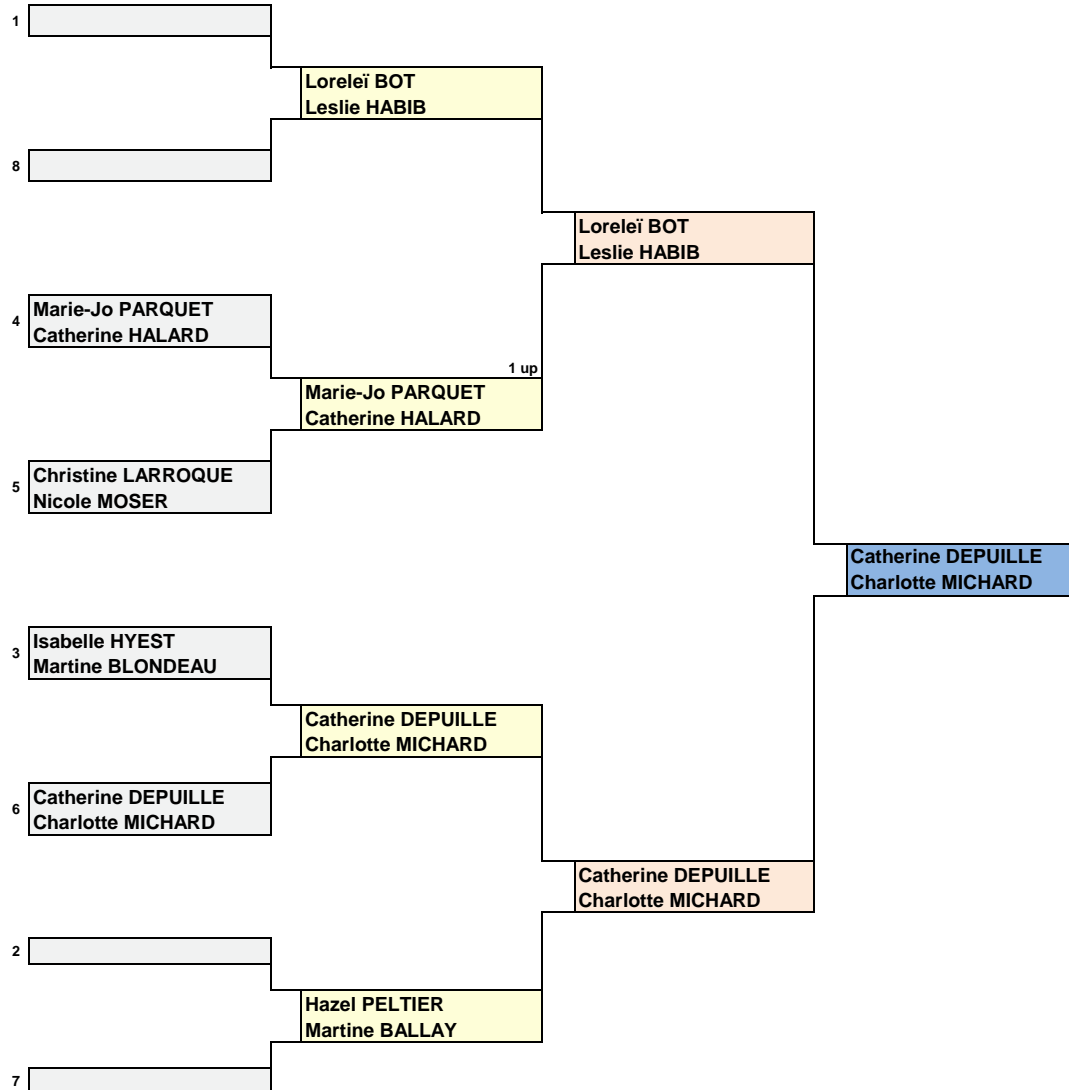 1
Loreleï BOT
Leslie HABIB
8
Loreleï BOT
Leslie HABIB
4
Marie-Jo PARQUET
Catherine HALARD
1 up
Marie-Jo PARQUET
Catherine HALARD
5
Christine LARROQUE
Nicole MOSER
Catherine DEPUILLE
Charlotte MICHARD
3
Isabelle HYEST
Martine BLONDEAU
Catherine DEPUILLE
Charlotte MICHARD
6
Catherine DEPUILLE
Charlotte MICHARD
Catherine DEPUILLE
Charlotte MICHARD
2
Hazel PELTIER
Martine BALLAY
7